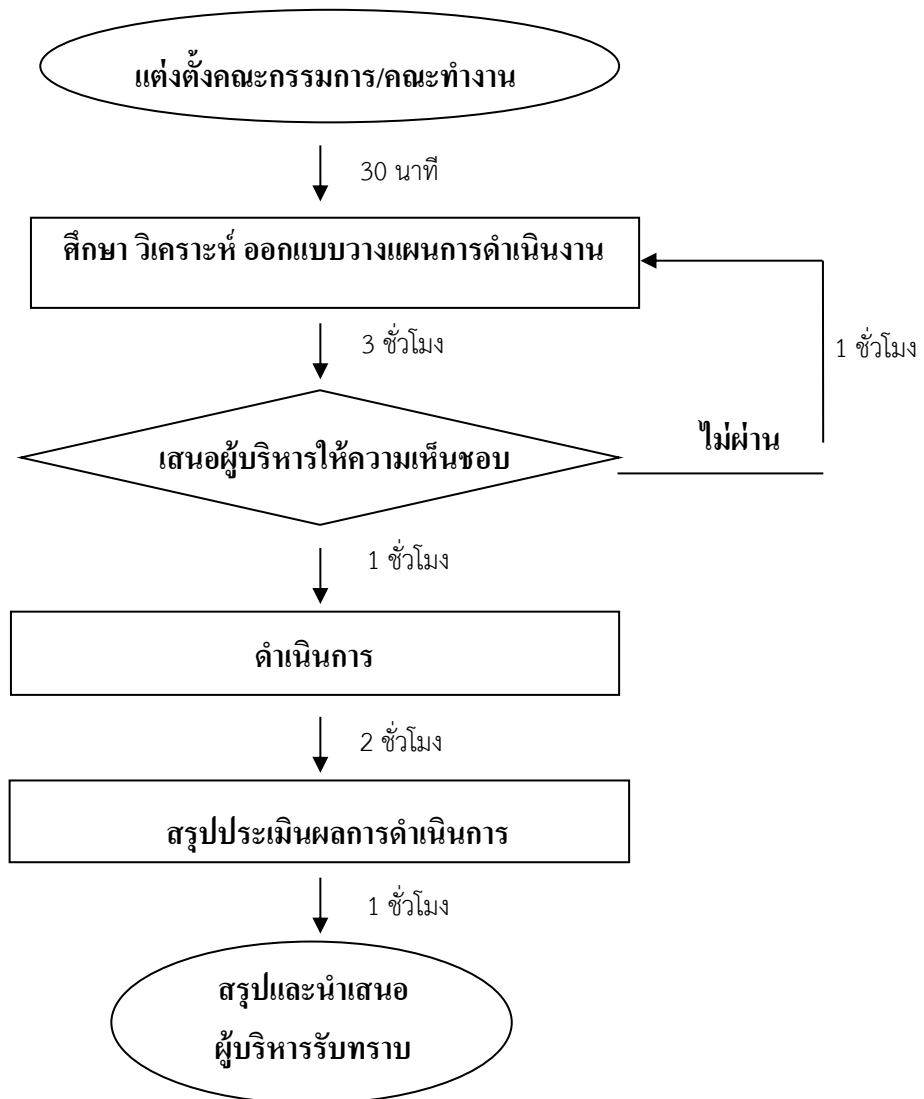 แต่งตั้งคณะกรรมการ/คณะทำงาน
30 นาที
ศึกษา วิเคราะห์ ออกแบบวางแผนการดำเนินงาน
3 ชั่วโมง
1 ชั่วโมง
เสนอผู้บริหารให้ความเห็นชอบ
ไม่ผ่าน
1 ชั่วโมง
ดำเนินการ
2 ชั่วโมง
สรุปประเมินผลการดำเนินการ
1 ชั่วโมง
สรุปและนำเสนอ
ผู้บริหารรับทราบ